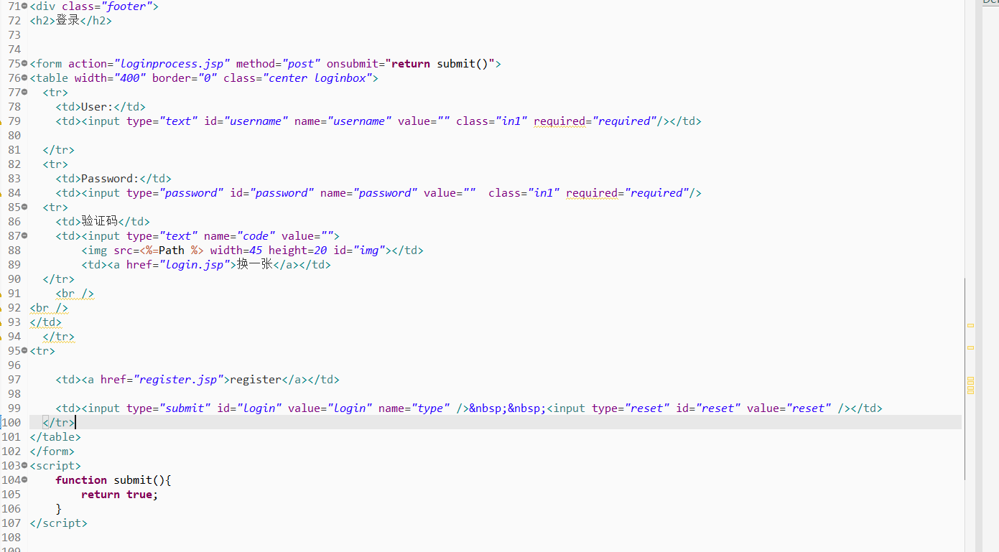 71 <div class="footer">
72 <h2>登录</h2>
73
74
75 <form action="loginprocess.jsp" method="post" onsubmit="return submit()">
76 <table width="400" border="0" class="center loginbox">
77   <tr>
78     <td>User:</td>
79     <td><input type="text" id="username" name="username" value="" class="in1" required="required"/></td>
80
81   </tr>
82   <tr>
83     <td>Password:</td>
84     <td><input type="password" id="password" name="password" value=""  class="in1" required="required"/>
85   <tr>
86     <td>验证码</td>
87     <td><input type="text" name="code" value="">
88         <img src=<%=Path %> width=45 height=20 id="img"></td>
89         <td><a href="login.jsp">换一张</a></td>
90   </tr>
91     <br />
92 <br />
93 </td>
94   </tr>
95 <tr>
96
97     <td><a href="register.jsp">register</a></td>
98
99     <td><input type="submit" id="login" value="login" name="type" />&nbsp;&nbsp;<input type="reset" id="reset" value="reset" /></td>
100   </tr>
101 </table>
102 </form>
103 <script>
104     function submit(){
105         return true;
106     }
107 </script>
108
109